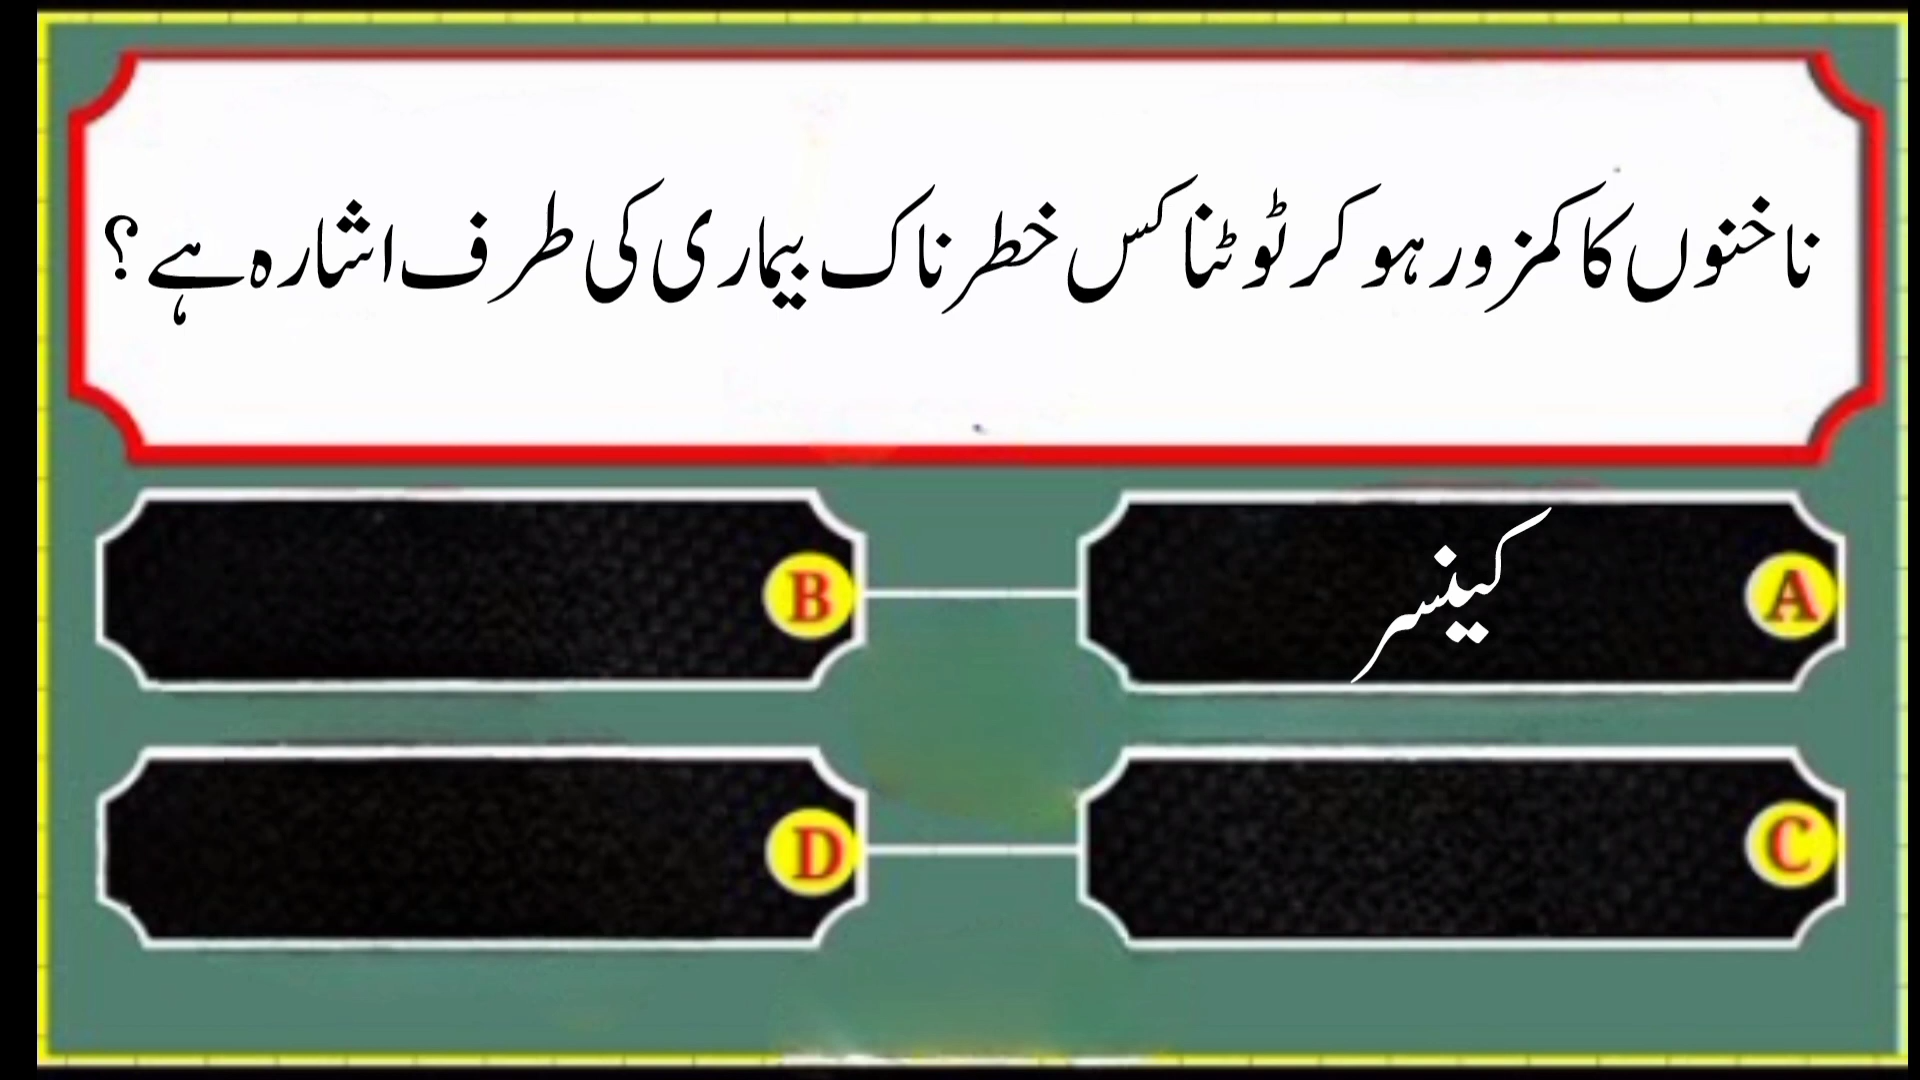 ناخنوں کا کمزور ہو کر ٹوٹنا کس خطرناک بیماری کی طرف اشارہ ہے ؟
A کینسر
B
C
D